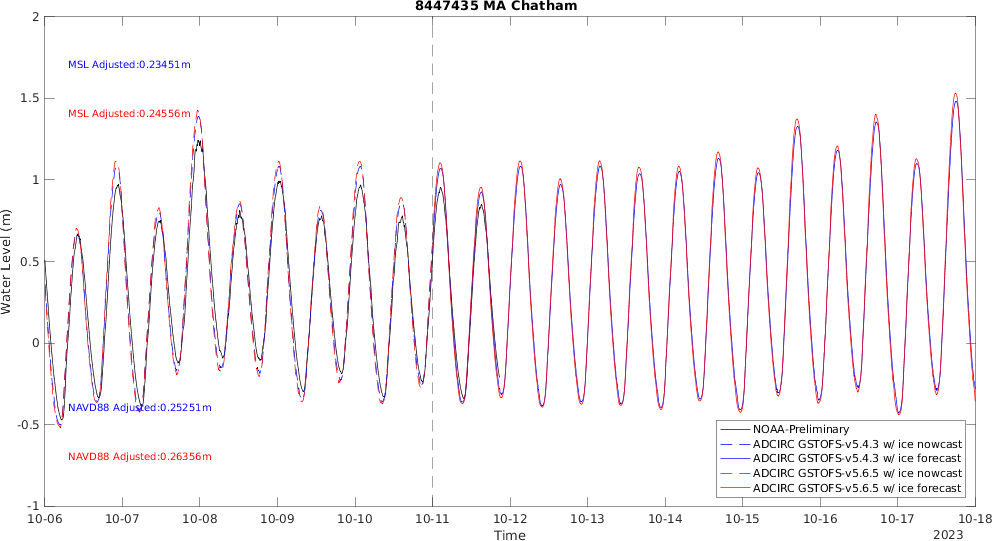 8447435 MA Chatham
2
1.5
1
0.5
0
-0.5
-1
Water Level (m)
MSL Adjusted:0.23451m
MSL Adjusted:0.24556m
NAVD88 Adjusted:0.25251m
NAVD88 Adjusted:0.26356m
NOAA-Preliminary
ADCIRC GSTOFS-v5.4.3 w/ ice nowcast
ADCIRC GSTOFS-v5.4.3 w/ ice forecast
ADCIRC GSTOFS-v5.6.5 w/ ice nowcast
ADCIRC GSTOFS-v5.6.5 w/ ice forecast
10-06 10-07 10-08 10-09 10-10 10-11 10-12 10-13 10-14 10-15 10-16 10-17 10-18
Time
2023